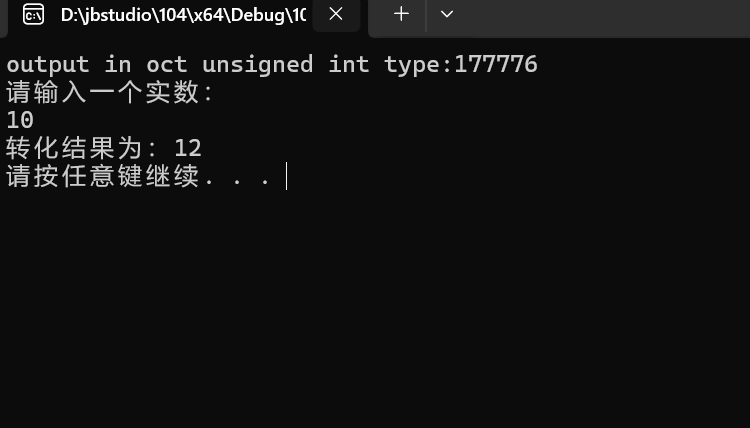 D:\jbstudio\104\x64\Debug\10
output in oct unsigned int type:177776
请输入一个实数：
10
转化结果为：12
请按任意键继续. . .